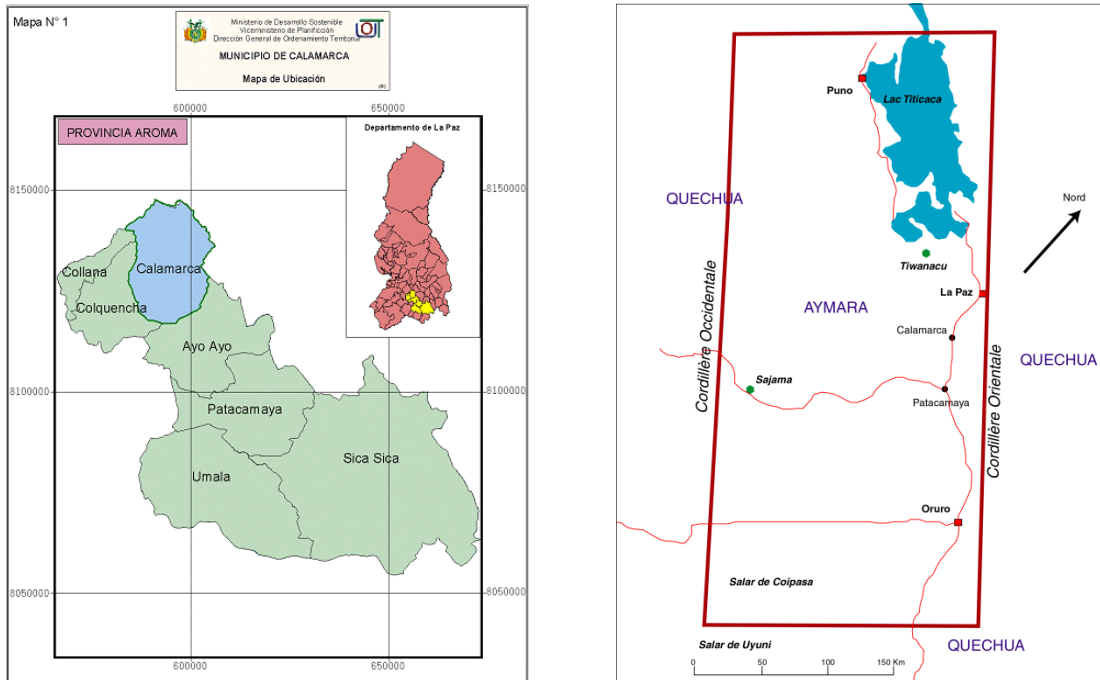 Mapa N° 1
Ministerio de Desarrollo Sostenible
Viceministerio de Planificción
Dirección General de Ordenamiento Territorial
MUNICIPIO DE CALAMARCA
Mapa de Ubicación
600000
650000
PROVINCIA AROMA
Departamento de La Paz
8150000
8150000
Collana
Calamarca
Colquencha
Ayo Ayo
8100000
8100000
Patacamaya
Sica Sica
Umala
8050000
8050000
600000
650000
Puno
Lac Titicaca
QUECHUA
Nord
Tiwanacu
Cordillère Occidentale
La Paz
AYMARA
Calamarca
QUECHUA
Sajama
Patacamaya
Cordillère Orientale
Oruro
Salar de Coipasa
Salar de Uyuni
QUECHUA
0 50 100 150 Km